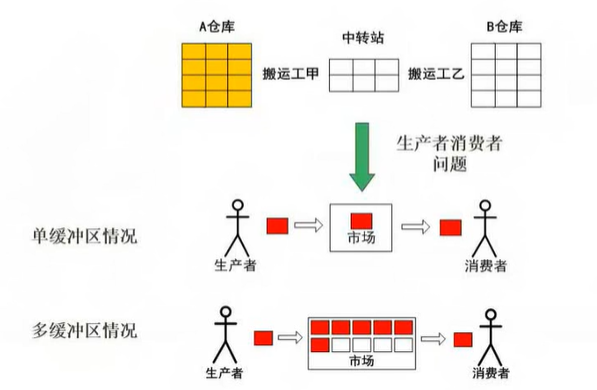 A仓库
中转站
B仓库
搬运工甲
搬运工乙
生产者消费者
问题
单缓冲区情况
市场
生产者
消费者
多缓冲区情况
市场
生产者
消费者